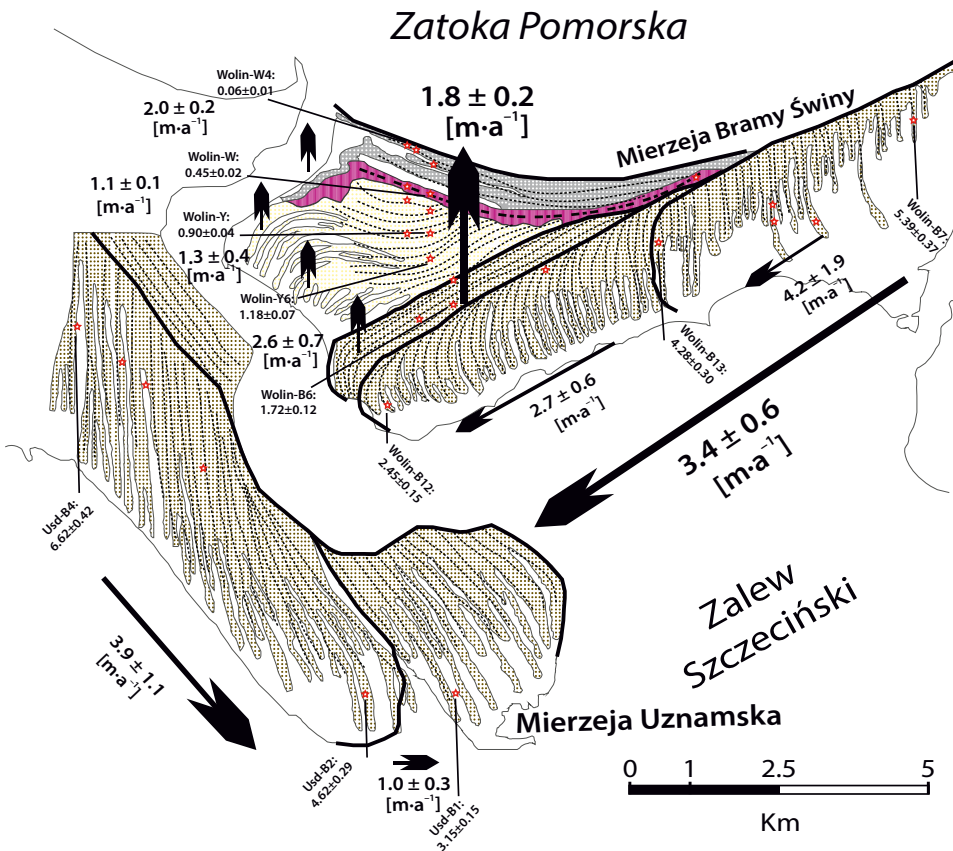 Zatoka Pomorska
Wolin-W4:
0.06±0.01
2.0 ± 0.2
[m·a⁻¹]
1.8 ± 0.2
[m·a⁻¹]
Mierzeja Bramy Świny
Wolin-W:
0.45±0.02
1.1 ± 0.1
[m·a⁻¹]
Wolin-Y:
0.90±0.04
1.3 ± 0.4
[m·a⁻¹]
Wolin-Y6:
1.18±0.07
2.6 ± 0.7
[m·a⁻¹]
Wolin-B6:
1.72±0.12
Wolin-B7:
5.39±0.37
4.2 ± 1.9
[m·a⁻¹]
Wolin-B13:
4.28±0.30
2.7 ± 0.6
[m·a⁻¹]
3.4 ± 0.6
[m·a⁻¹]
Wolin-B12:
2.45±0.15
Usd-B4:
6.62±0.42
3.9 ± 1.1
[m·a⁻¹]
Zalew
Szczeciński
Mierzeja Uznamska
Usd-B2:
4.62±0.29
1.0 ± 0.3
[m·a⁻¹]
Usd-B1:
3.15±0.15
0 1 2.5 5
Km